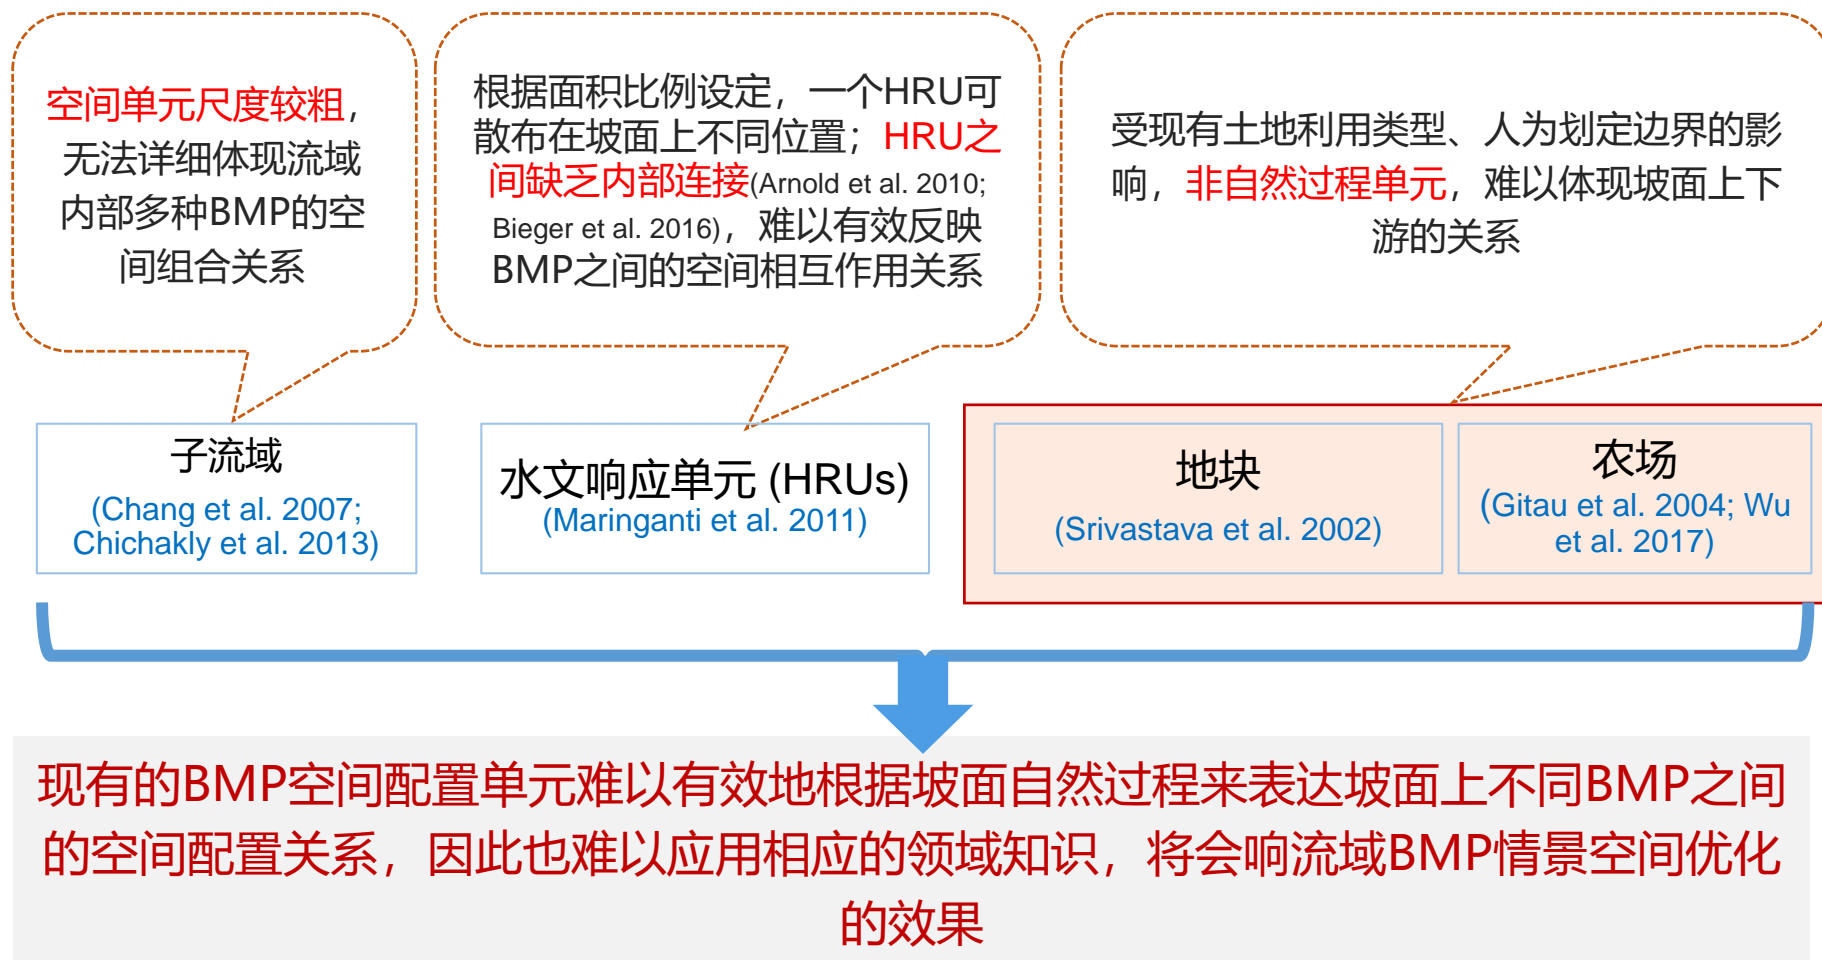 空间单元尺度较粗，
无法详细体现流域
内部多种BMP的空
间组合关系
根据面积比例设定，一个HRU可
散布在坡面上不同位置；HRU之
间缺乏内部连接(Arnold et al. 2010;
Bieger et al. 2016)，难以有效反映
BMP之间的空间相互作用关系
受现有土地利用类型、人为划定边界的影
响，非自然过程单元，难以体现坡面上下
游的关系
子流域
(Chang et al. 2007;
Chichakly et al. 2013)
水文响应单元 (HRUs)
(Maringanti et al. 2011)
地块
(Srivastava et al. 2002)
农场
(Gitau et al. 2004; Wu
et al. 2017)
现有的BMP空间配置单元难以有效地根据坡面自然过程来表达坡面上不同BMP之间
的空间配置关系，因此也难以应用相应的领域知识，将会响流域BMP情景空间优化
的效果